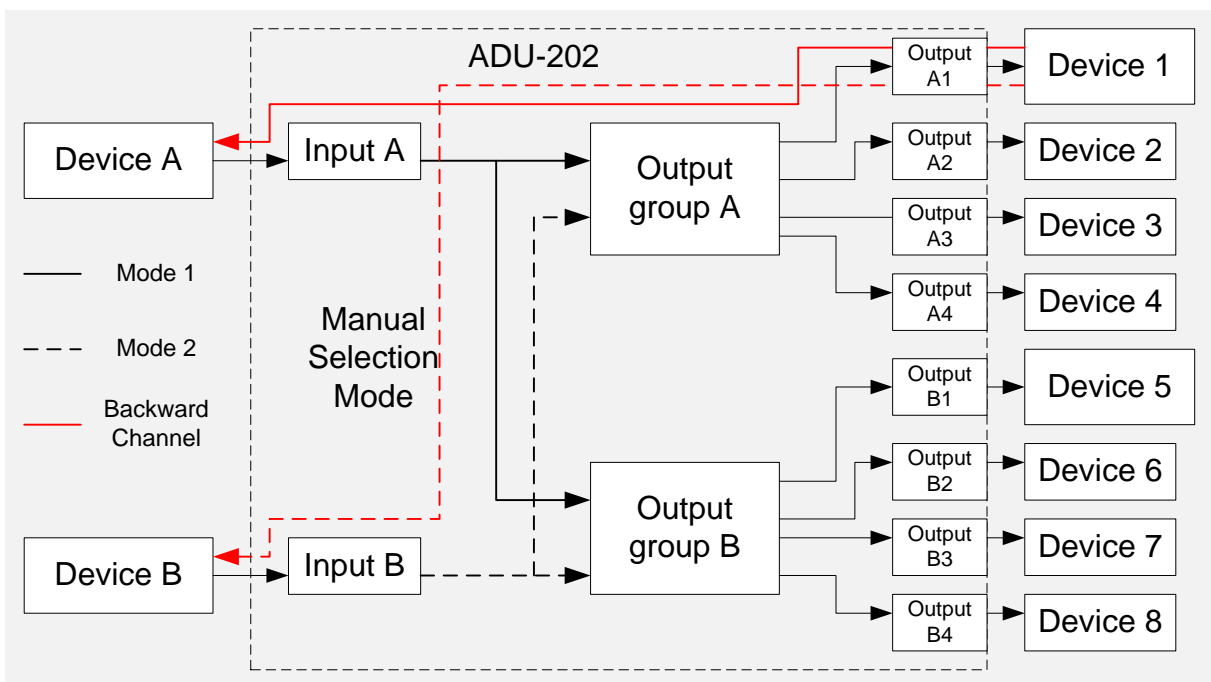 ADU-202
Device A
Input A
Output
group A
Output
A1
Device 1
Output
A2
Device 2
Output
A3
Device 3
Output
A4
Device 4
Mode 1
Mode 2
Backward
Channel
Manual
Selection
Mode
Device B
Input B
Output
group B
Output
B1
Device 5
Output
B2
Device 6
Output
B3
Device 7
Output
B4
Device 8